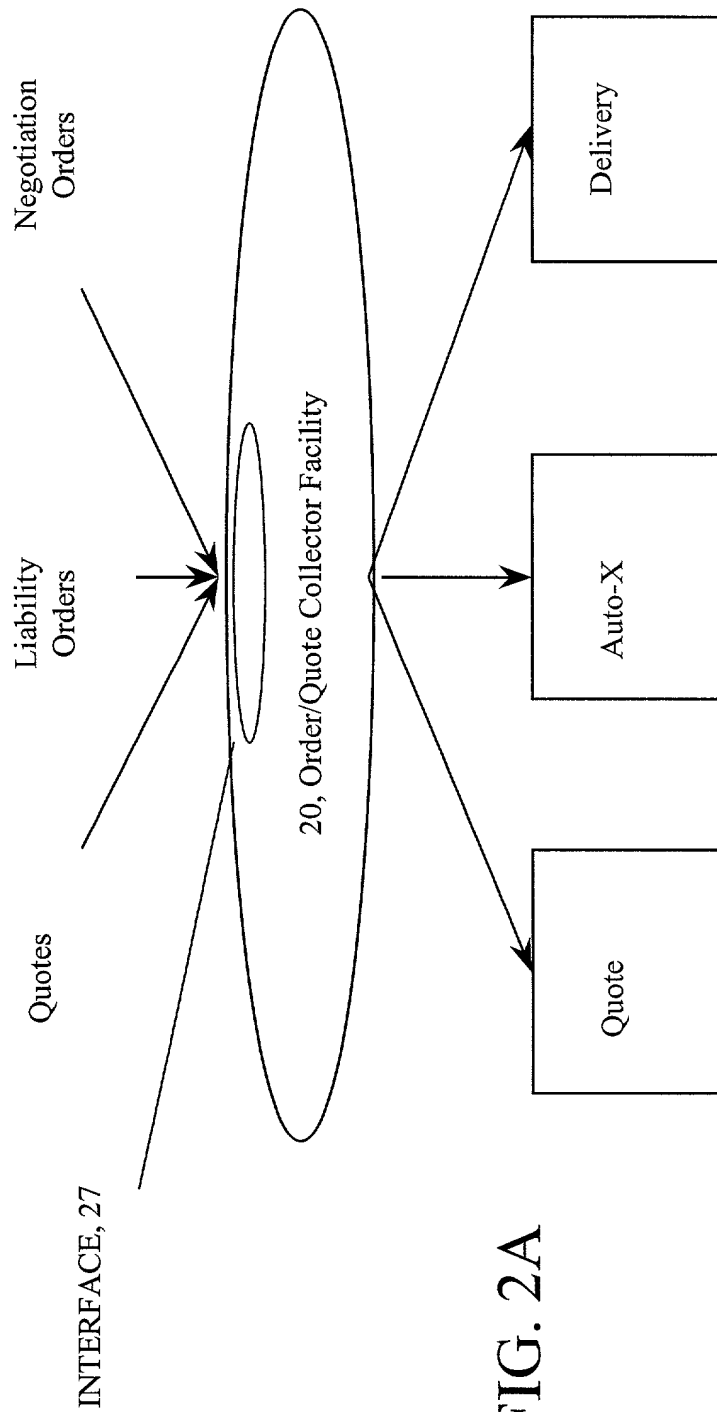 INTERFACE, 27
Quotes
Liability
Orders
Negotiation
Orders
20, Order/Quote Collector Facility
Quote
Auto-X
Delivery
FIG. 2A